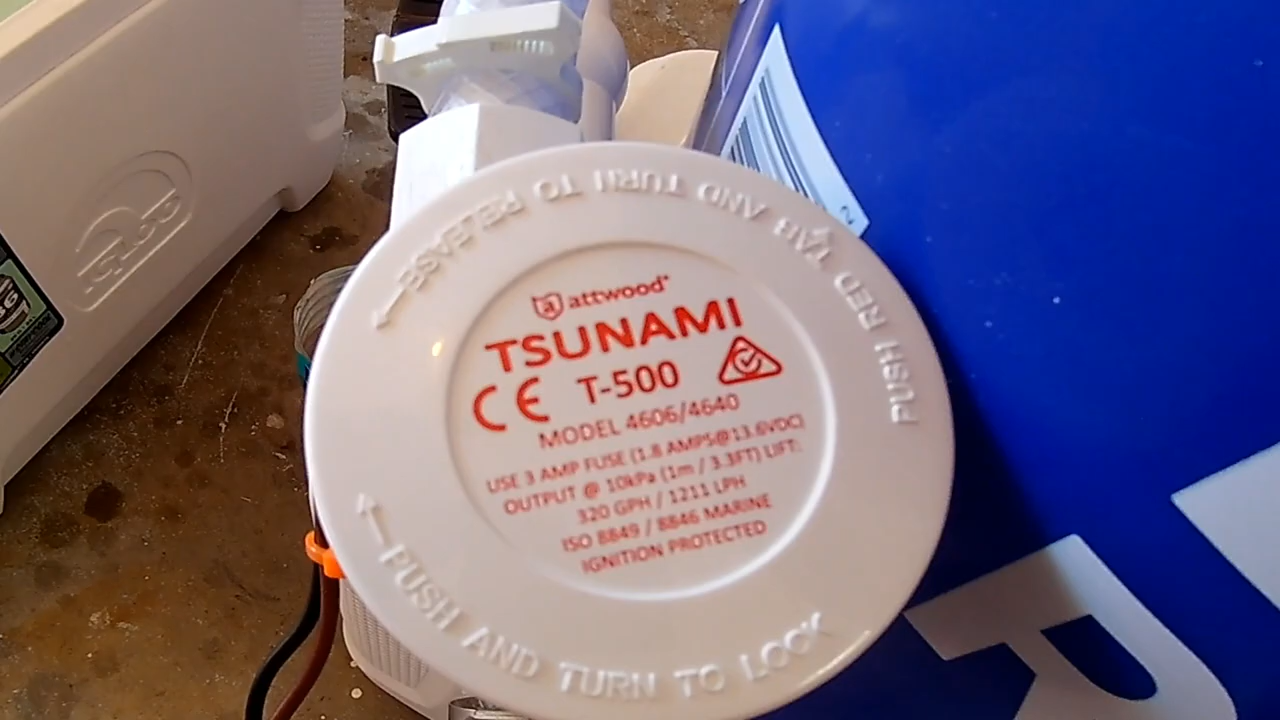 attwood
TSUNAMI
CE T-500
MODEL 4606/4640
USE 3 AMP FUSE (1.8 AMPS@13.6VDC)
OUTPUT @ 10kPa (1m / 3.3FT) LIFT:
320 GPH / 1211 LPH
ISO 8849 / 8846 MARINE
IGNITION PROTECTED
PUSH RED TAB AND TURN TO RELEASE
PUSH AND TURN TO LOCK
igloo
R